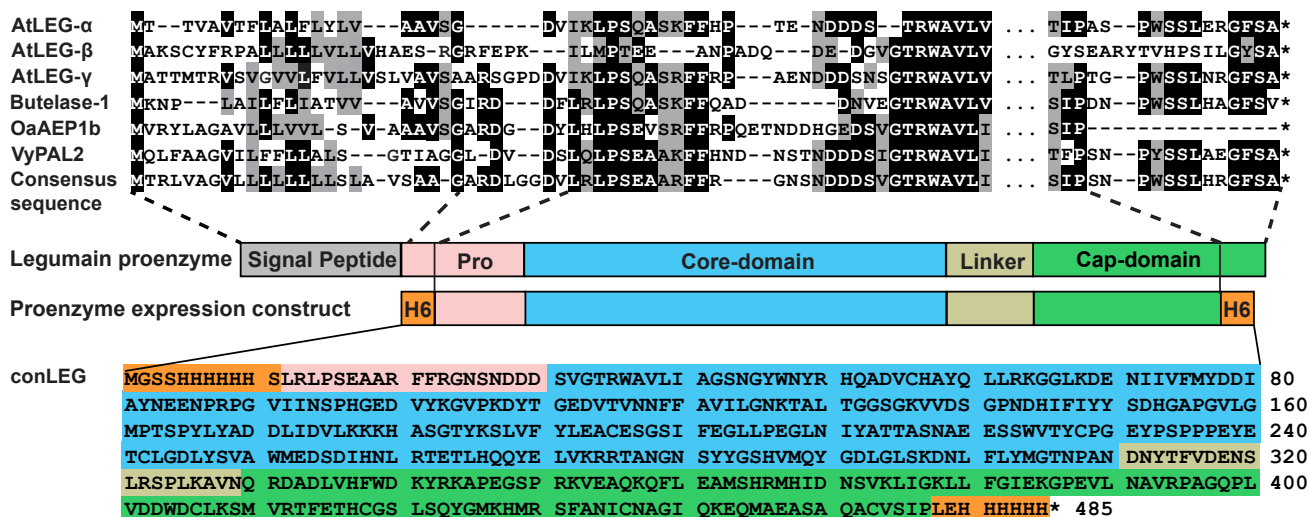 AtLEG-α MT--TVAVTFLALFLYLV---AAVSG-----DVIKLPSQASKFFHP---TE-NDDDS-TRWAVLV ... TIPAS--PWSSLERGFSA*
AtLEG-β MAKSCYFRPALLLLLVLLVHAES-RGRFEPK---ILMPTEE---ANPADQ---DE-DGVGTRWAVLV ... GYSEARYTVHPSILGYSA*
AtLEG-γ MATTMTRVSVGVVLFVLLVSLVAVSAARSGPDDVIKLPSQASRFFRP---AENDDDSNSGTRWAVLV ... TLPTG--PWSSLNRGFSA*
Butelase-1 MKNP---LAILFLIATVV---AVVSGIRD---DFLRLPSQASKFFQAD-------DNVEGTRWAVLV ... SIPDN--PWSSLHAGFSV*
OaAEP1b MVRYLAGAVLLLVVL-S-V-AAAVSGARDG--DYLHLPSEVSRFFRPQETNDDHGEDSVGTRWAVLI ... SIP---------------*
VyPAL2 MQLFAAGVILFFLLALS---GTIAGGL-DV--DSLQLPSEAAKFFHND--NSTNDDDSIGTRWAVLI ... TFPSN--PYSSLAEGFSA*
Consensus MTRLVAGVLLLLLLLLSLA-VSAA-GARDLGGDVLRLPSEAARFFR----GNSNDDDSVGTRWAVLI ... SIPSN--PWSSLHRGFSA*
sequence
Legumain proenzyme Signal Peptide Pro Core-domain Linker Cap-domain
Proenzyme expression construct H6 H6
conLEG MGSSHHHHHH SLRLPSEAAR FFRGNSNDDD SVGTRWAVLI AGSNGYWNYR HQADVCHAYQ LLRKGGLKDE NIIVFMYDDI 80
AYNEENPRPG VIINSPHGED VYKGVPKDYT GEDVTVNNFF AVILGNKTAL TGGSGKVVDS GPNDHIFIYY SDHGAPGVLG 160
MPTSPYLYAD DLIDVLKKKH ASGTYKSLVF YLEACESGSI FEGLLPEGLN IYATTASNAE ESSWVTYCPG EYPSPPPEYE 240
TCLGDLYSVA WMEDSDIHNL RTETLHQQYE LVKRRTANGN SYYGSHVMQY GDLGLSKDNL FLYMGTNPAN DNYTFVDENS 320
LRSPLKAVNQ RDADLVHFWD KYRKAPEGSP RKVEAQKQFL EAMSHRMHID NSVKLIGKLL FGIEKGPEVL NAVRPAGQPL 400
VDDWDCLKSM VRTFETHCGS LSQYGMKHMR SFANICNAGI QKEQMAEASA QACVSIPLEH HHHHH* 485